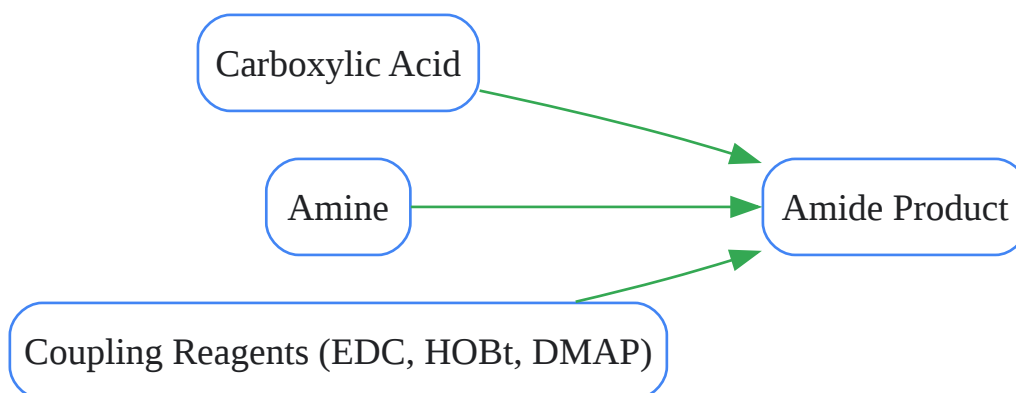 Carboxylic Acid
Amine
Amide Product
Coupling Reagents (EDC, HOBt, DMAP)